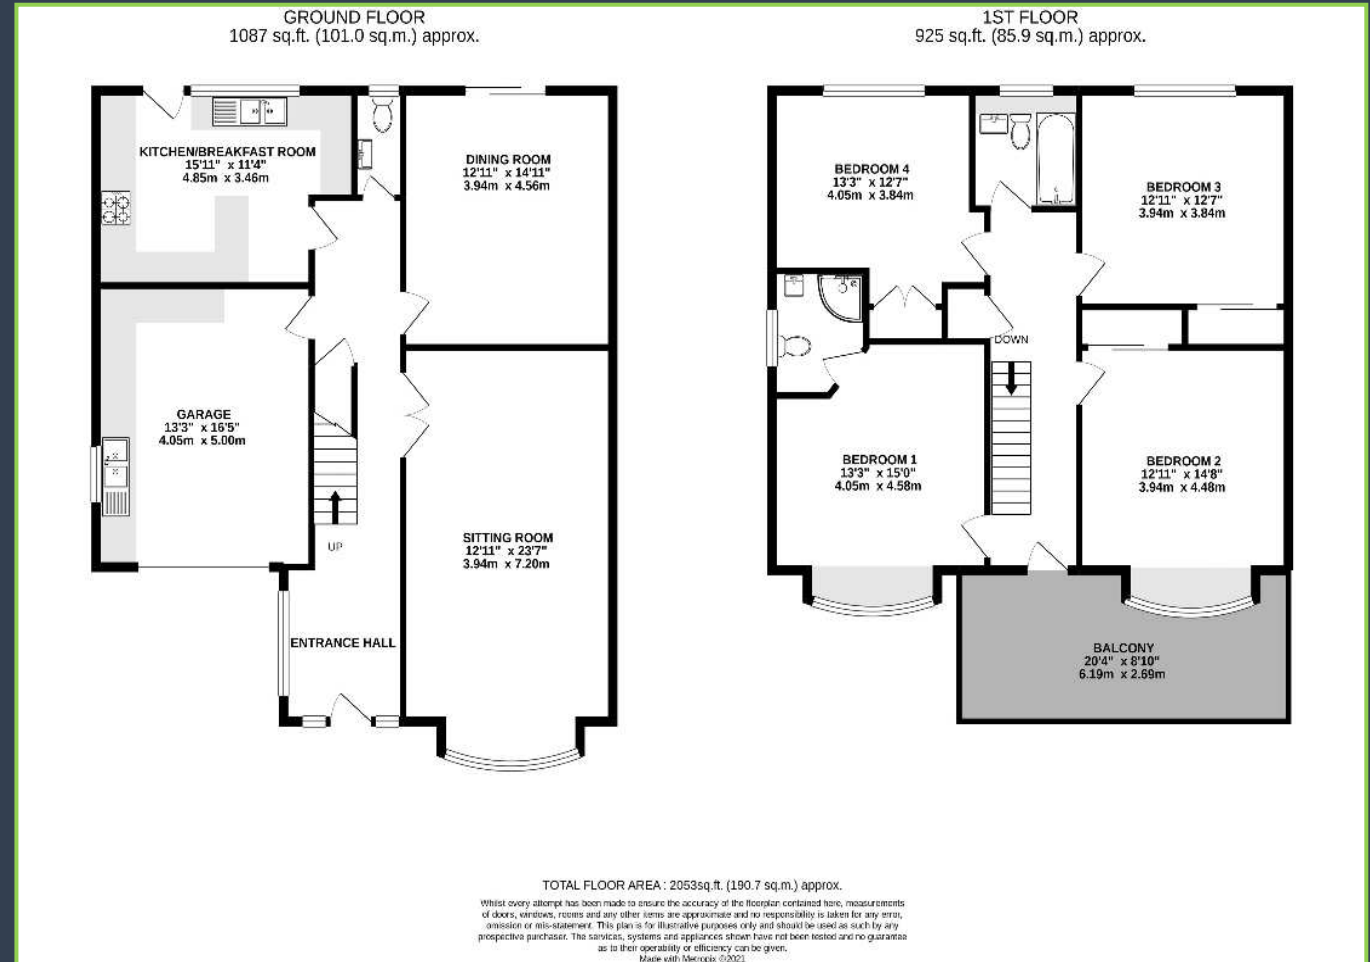 GROUND FLOOR
1087 sq.ft. (101.0 sq.m.) approx.
KITCHEN/BREAKFAST ROOM
15'11" x 11'4"
4.85m x 3.46m
DINING ROOM
12'11" x 14'11"
3.94m x 4.56m
GARAGE
13'3" x 16'5"
4.05m x 5.00m
UP
SITTING ROOM
12'11" x 23'7"
3.94m x 7.20m
ENTRANCE HALL
1ST FLOOR
925 sq.ft. (85.9 sq.m.) approx.
BEDROOM 4
13'3" x 12'7"
4.05m x 3.84m
BEDROOM 3
12'11" x 12'7"
3.94m x 3.84m
DOWN
BEDROOM 1
13'3" x 15'0"
4.05m x 4.58m
BEDROOM 2
12'11" x 14'8"
3.94m x 4.48m
BALCONY
20'4" x 8'10"
6.19m x 2.69m
TOTAL FLOOR AREA : 2053sq.ft. (190.7 sq.m.) approx.
Whilst every attempt has been made to ensure the accuracy of the floorplan contained here, measurements
of doors, windows, rooms and any other items are approximate and no responsibility is taken for any error,
omission or mis-statement. This plan is for illustrative purposes only and should be used as such by any
prospective purchaser. The services, systems and appliances shown have not been tested and no guarantee
as to their operability or efficiency can be given.
Made with Metropix ©2021